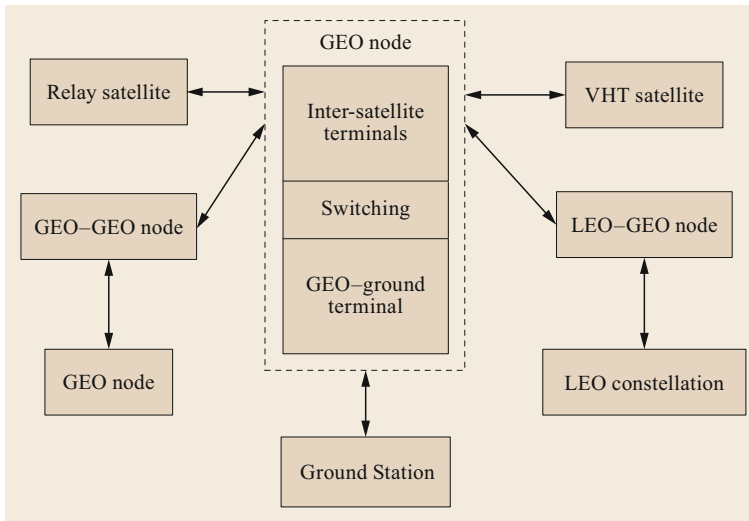 GEO node
Relay satellite
Inter-satellite
terminals
VHT satellite
Switching
GEO–GEO node
LEO–GEO node
GEO–ground
terminal
GEO node
LEO constellation
Ground Station